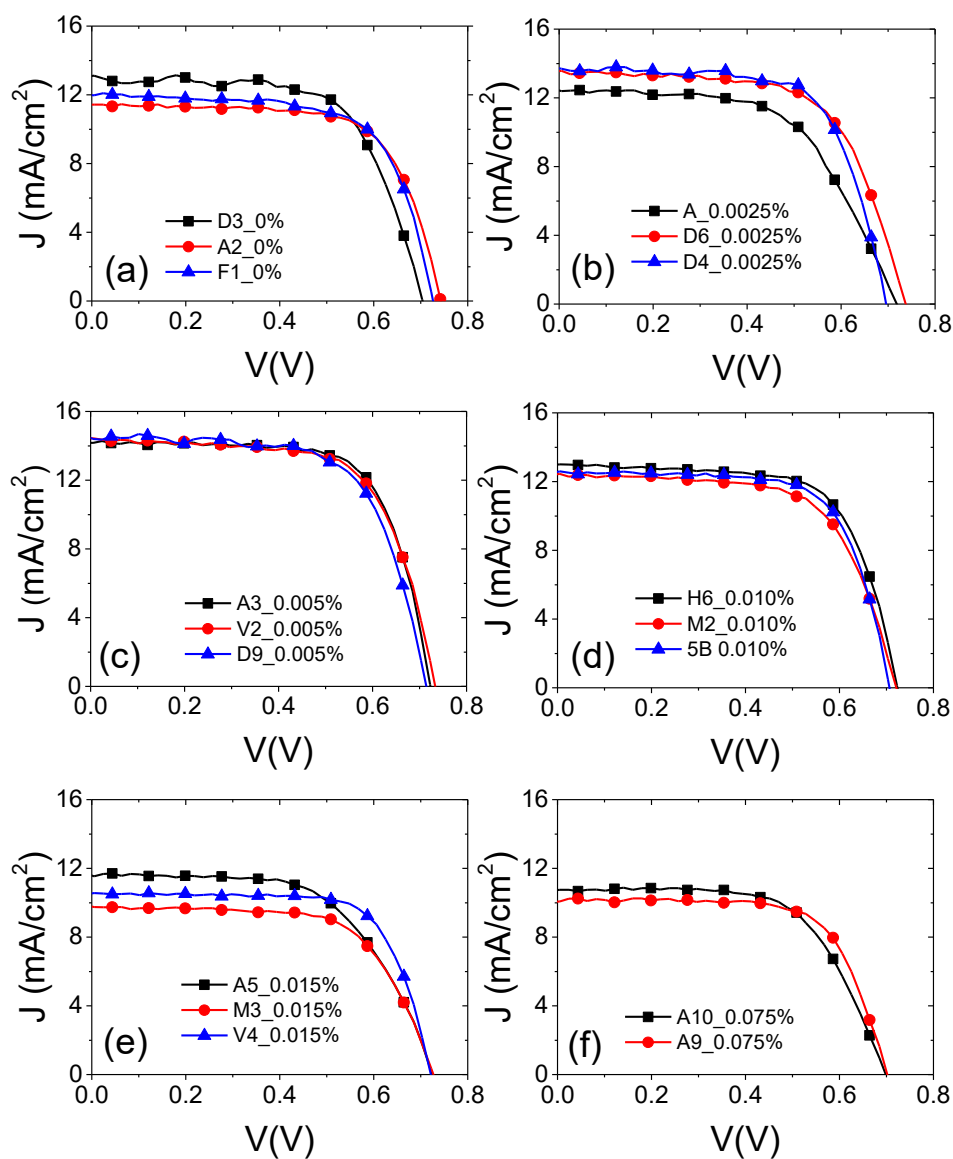 16
12
8
4
0
J (mA/cm²)
D3_0%
A2_0%
F1_0%
(a)
0.0 0.2 0.4 0.6 0.8
V(V)
16
12
8
4
0
J (mA/cm²)
A_0.0025%
D6_0.0025%
D4_0.0025%
(b)
0.0 0.2 0.4 0.6 0.8
V(V)
16
12
8
4
0
J (mA/cm²)
A3_0.005%
V2_0.005%
D9_0.005%
(c)
0.0 0.2 0.4 0.6 0.8
V(V)
16
12
8
4
0
J (mA/cm²)
H6_0.010%
M2_0.010%
5B 0.010%
(d)
0.0 0.2 0.4 0.6 0.8
V(V)
16
12
8
4
0
J (mA/cm²)
A5_0.015%
M3_0.015%
V4_0.015%
(e)
0.0 0.2 0.4 0.6 0.8
V(V)
16
12
8
4
0
J (mA/cm²)
A10_0.075%
A9_0.075%
(f)
0.0 0.2 0.4 0.6 0.8
V(V)